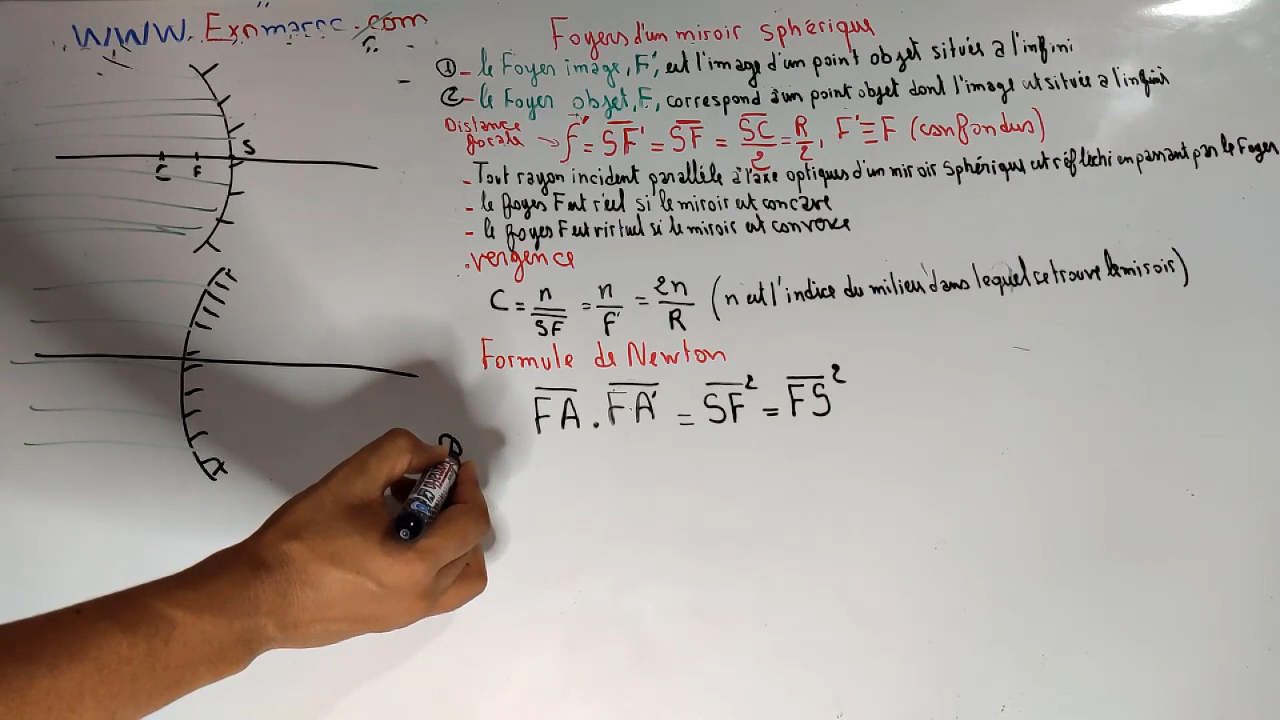 www.Exomaroc.com
Foyers d'un miroir sphérique
① - le Foyer image, F', est l'image d'un point objet située a l'infini
② - le Foyer objet, F, correspond à un point objet dont l'image est située a l'infini
Distance focale → f' = SF' = SF = SC/2 = R/2, F' ≡ F (confondus)
- Tout rayon incident parallèle à l'axe optiques d'un miroir sphérique est réfléchi en passant par le Foyer
- le foyer F est réel si le miroir est concave
- le foyer F est virtuel si le miroir est convexe
. vergence
C = n/SF = n/F' = 2n/R (n est l'indice du milieu dans lequel se trouve le miroir)
Formule de Newton
FA . FA' = SF² = FS²
C F S